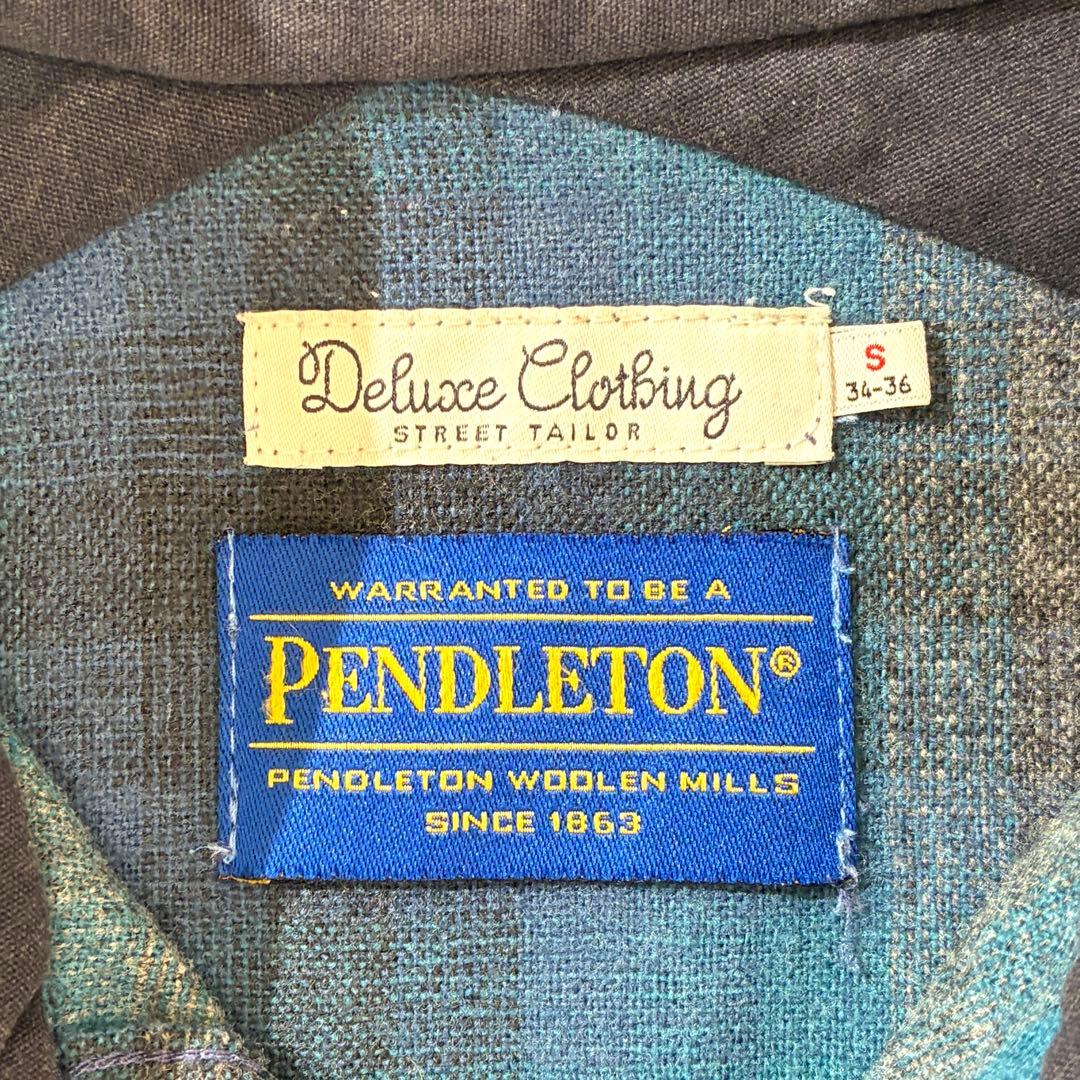 Deluxe Clothing
STREET TAILOR
S
34-36
WARRANTED TO BE A
PENDLETON®
PENDLETON WOOLEN MILLS
SINCE 1863